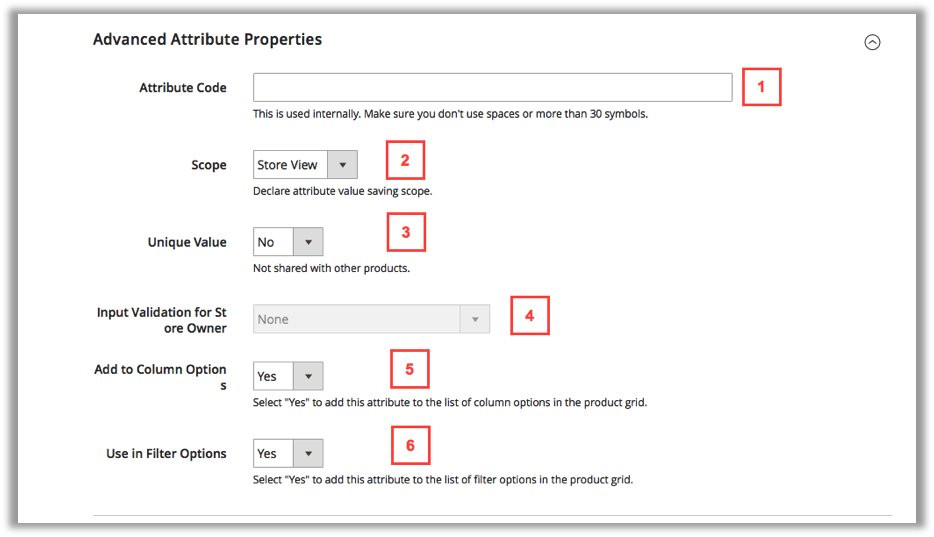 Advanced Attribute Properties
Attribute Code
1
This is used internally. Make sure you don't use spaces or more than 30 symbols.
Scope
Store View
2
Declare attribute value saving scope.
Unique Value
No
3
Not shared with other products.
Input Validation for St
ore Owner
None
4
Add to Column Option
s
Yes
5
Select "Yes" to add this attribute to the list of column options in the product grid.
Use in Filter Options
Yes
6
Select "Yes" to add this attribute to the list of filter options in the product grid.